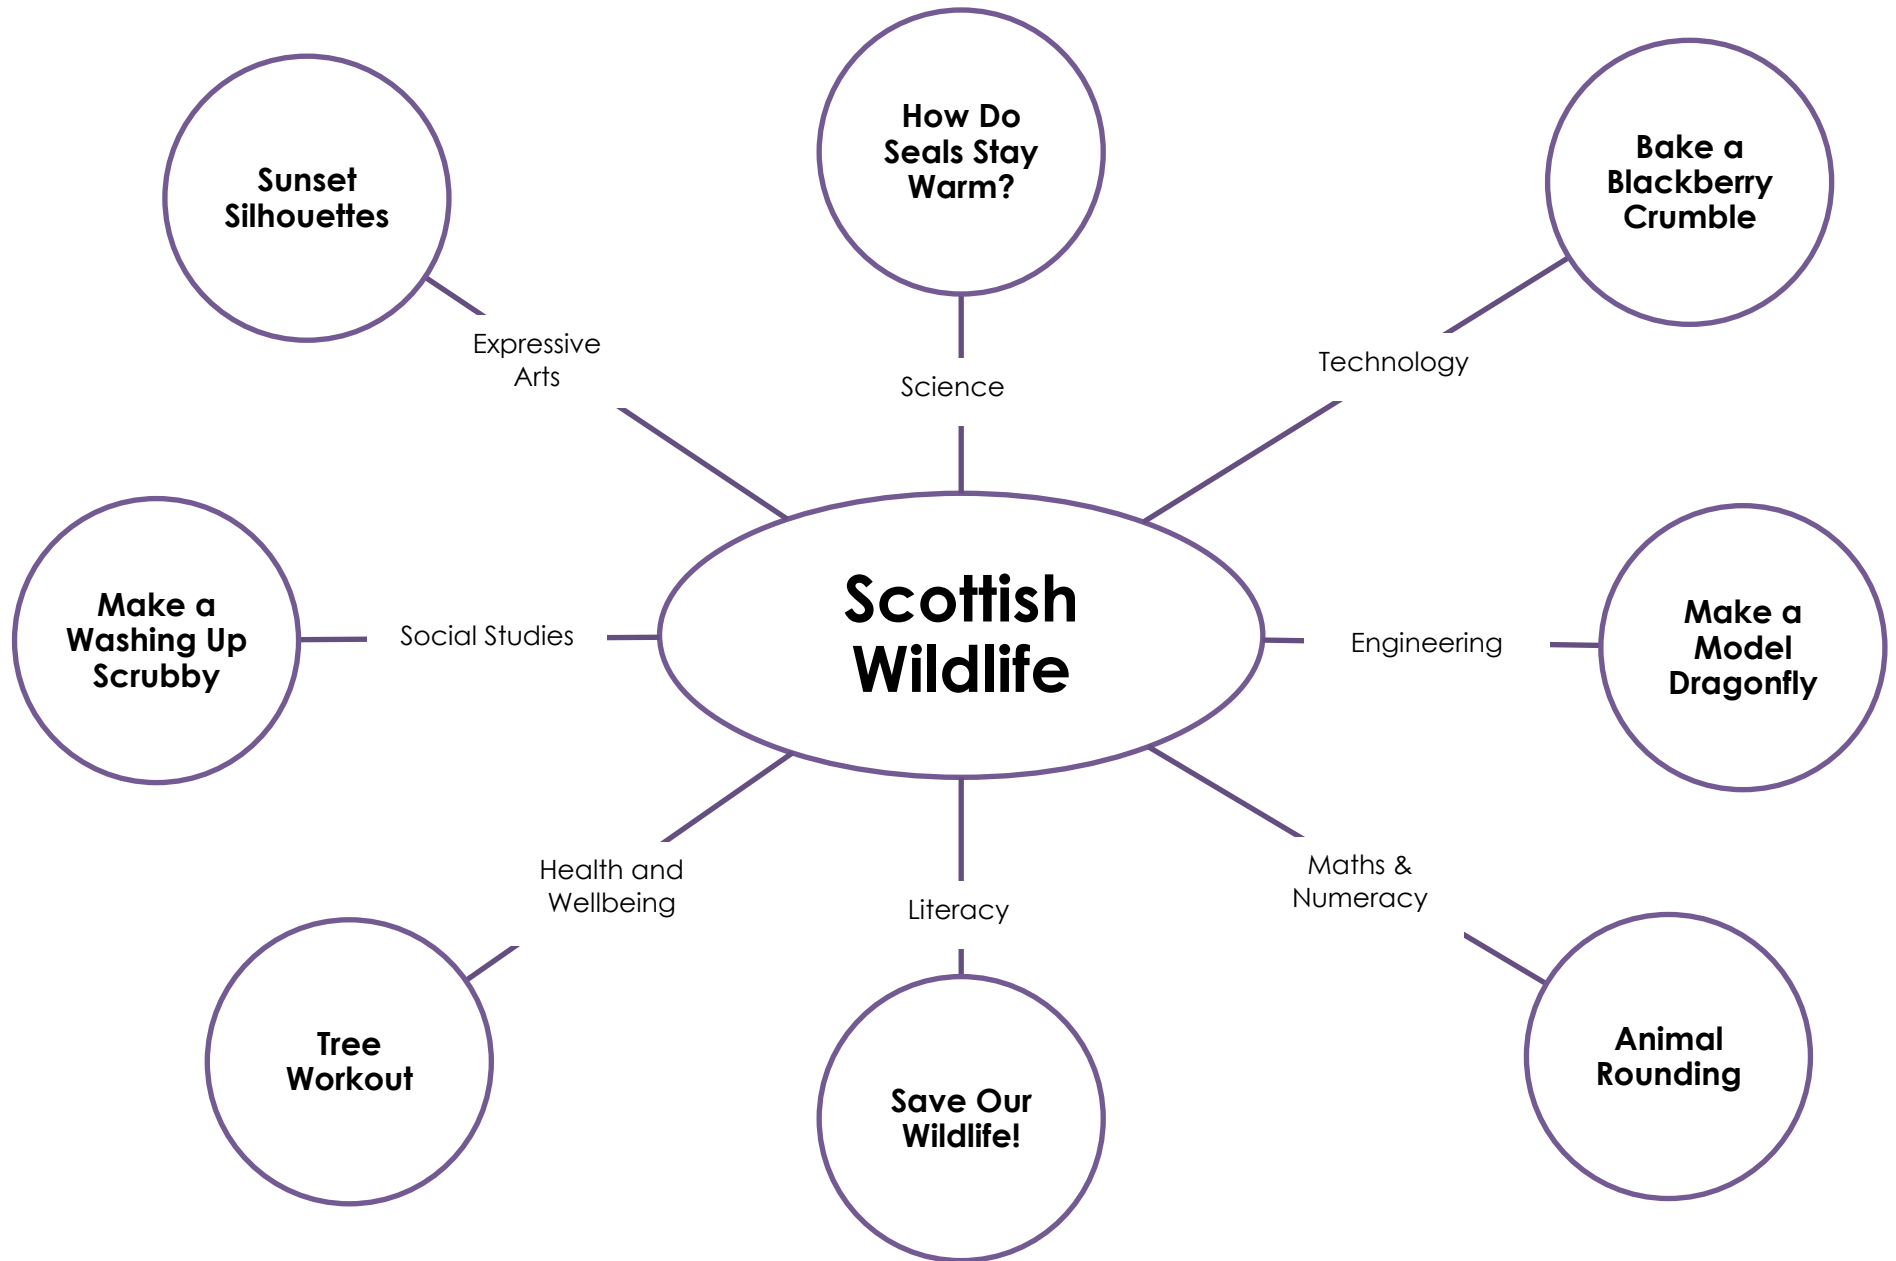 How Do
Seals Stay
Warm?
Bake a
Blackberry
Crumble
Sunset
Silhouettes
Expressive
Arts
Science
Technology
Make a
Washing Up
Scrubby
Social Studies
Scottish
Wildlife
Engineering
Make a
Model
Dragonfly
Health and
Wellbeing
Literacy
Maths &
Numeracy
Tree
Workout
Save Our
Wildlife!
Animal
Rounding